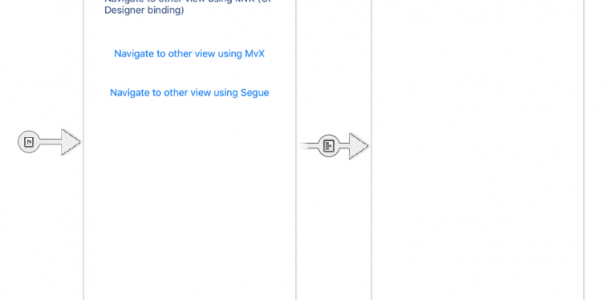 Navigate to other view using MvX (UI
Designer binding)
Navigate to other view using MvX
Navigate to other view using Segue